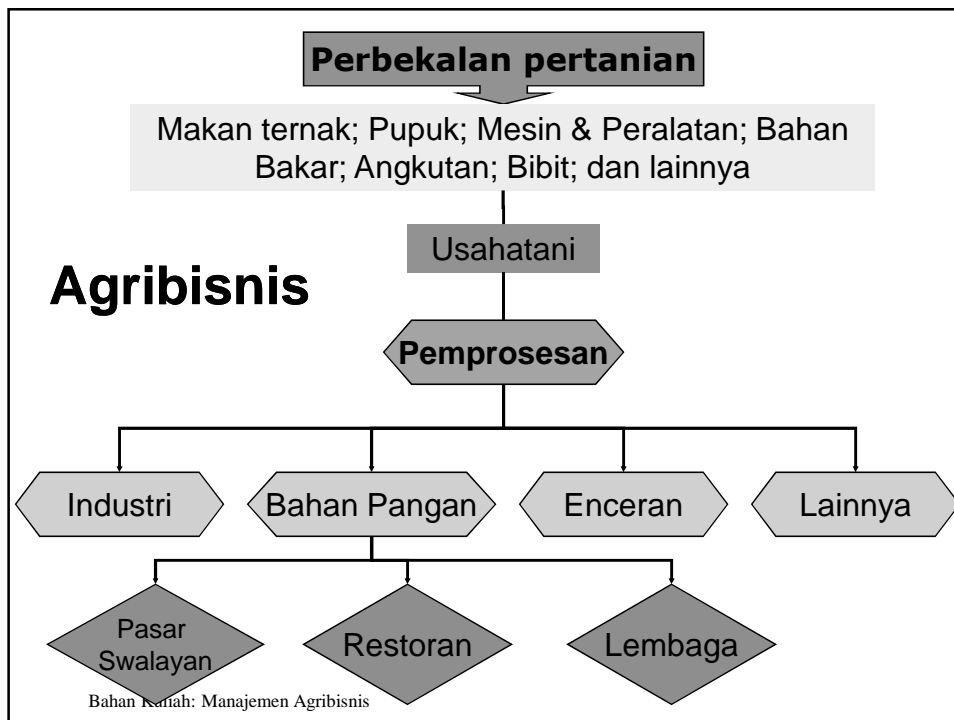 Perbekalan pertanian
Makan ternak; Pupuk; Mesin & Peralatan; Bahan
Bakar; Angkutan; Bibit; dan lainnya
Usahatani
Agribisnis
Pemprosesan
Industri
Bahan Pangan
Enceran
Lainnya
Pasar
Swalayan
Restoran
Lembaga
Bahan Kuliah: Manajemen Agribisnis